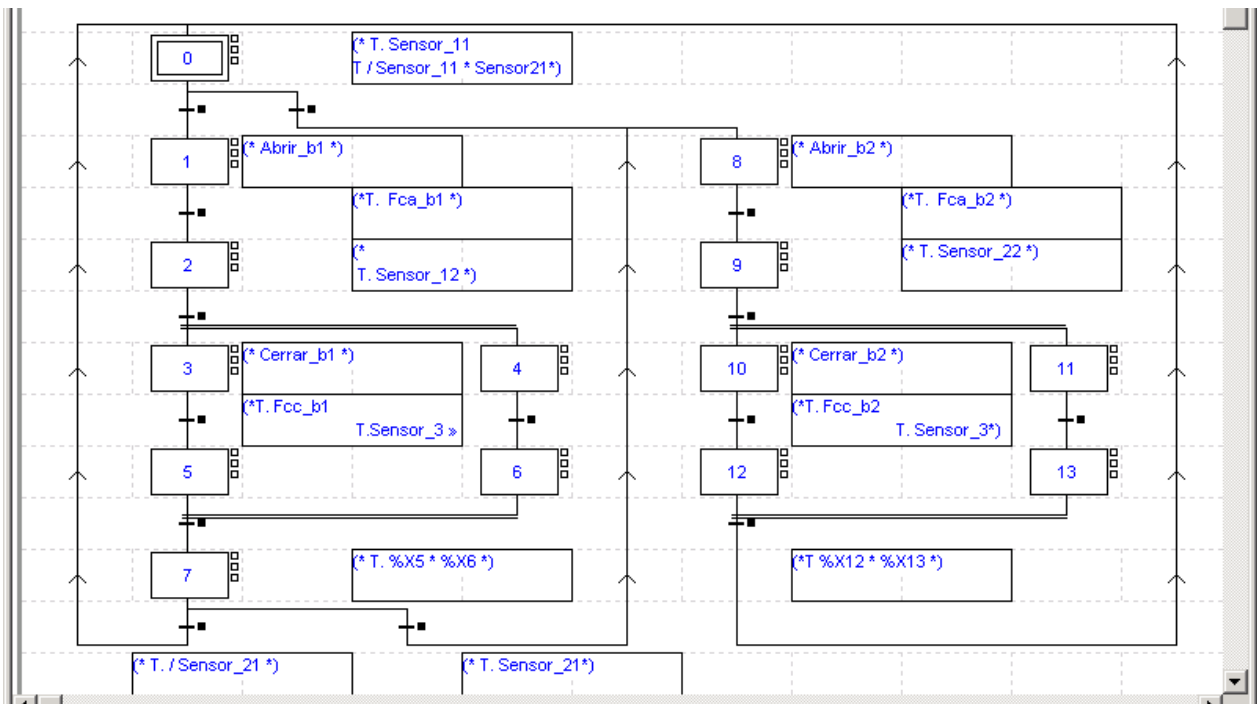 0
(* T. Sensor_11
T / Sensor_11 * Sensor21*)
1
(* Abrir_b1 *)
8
(* Abrir_b2 *)
(*T. Fca_b1 *)
(*T. Fca_b2 *)
2
(*
T. Sensor_12 *)
9
(* T. Sensor_22 *)
3
(* Cerrar_b1 *)
4
10
(* Cerrar_b2 *)
11
(*T. Fcc_b1
T.Sensor_3 »
(*T. Fcc_b2
T. Sensor_3*)
5
6
12
13
7
(* T. %X5 * %X6 *)
(*T %X12 * %X13 *)
(* T. / Sensor_21 *)
(* T. Sensor_21*)